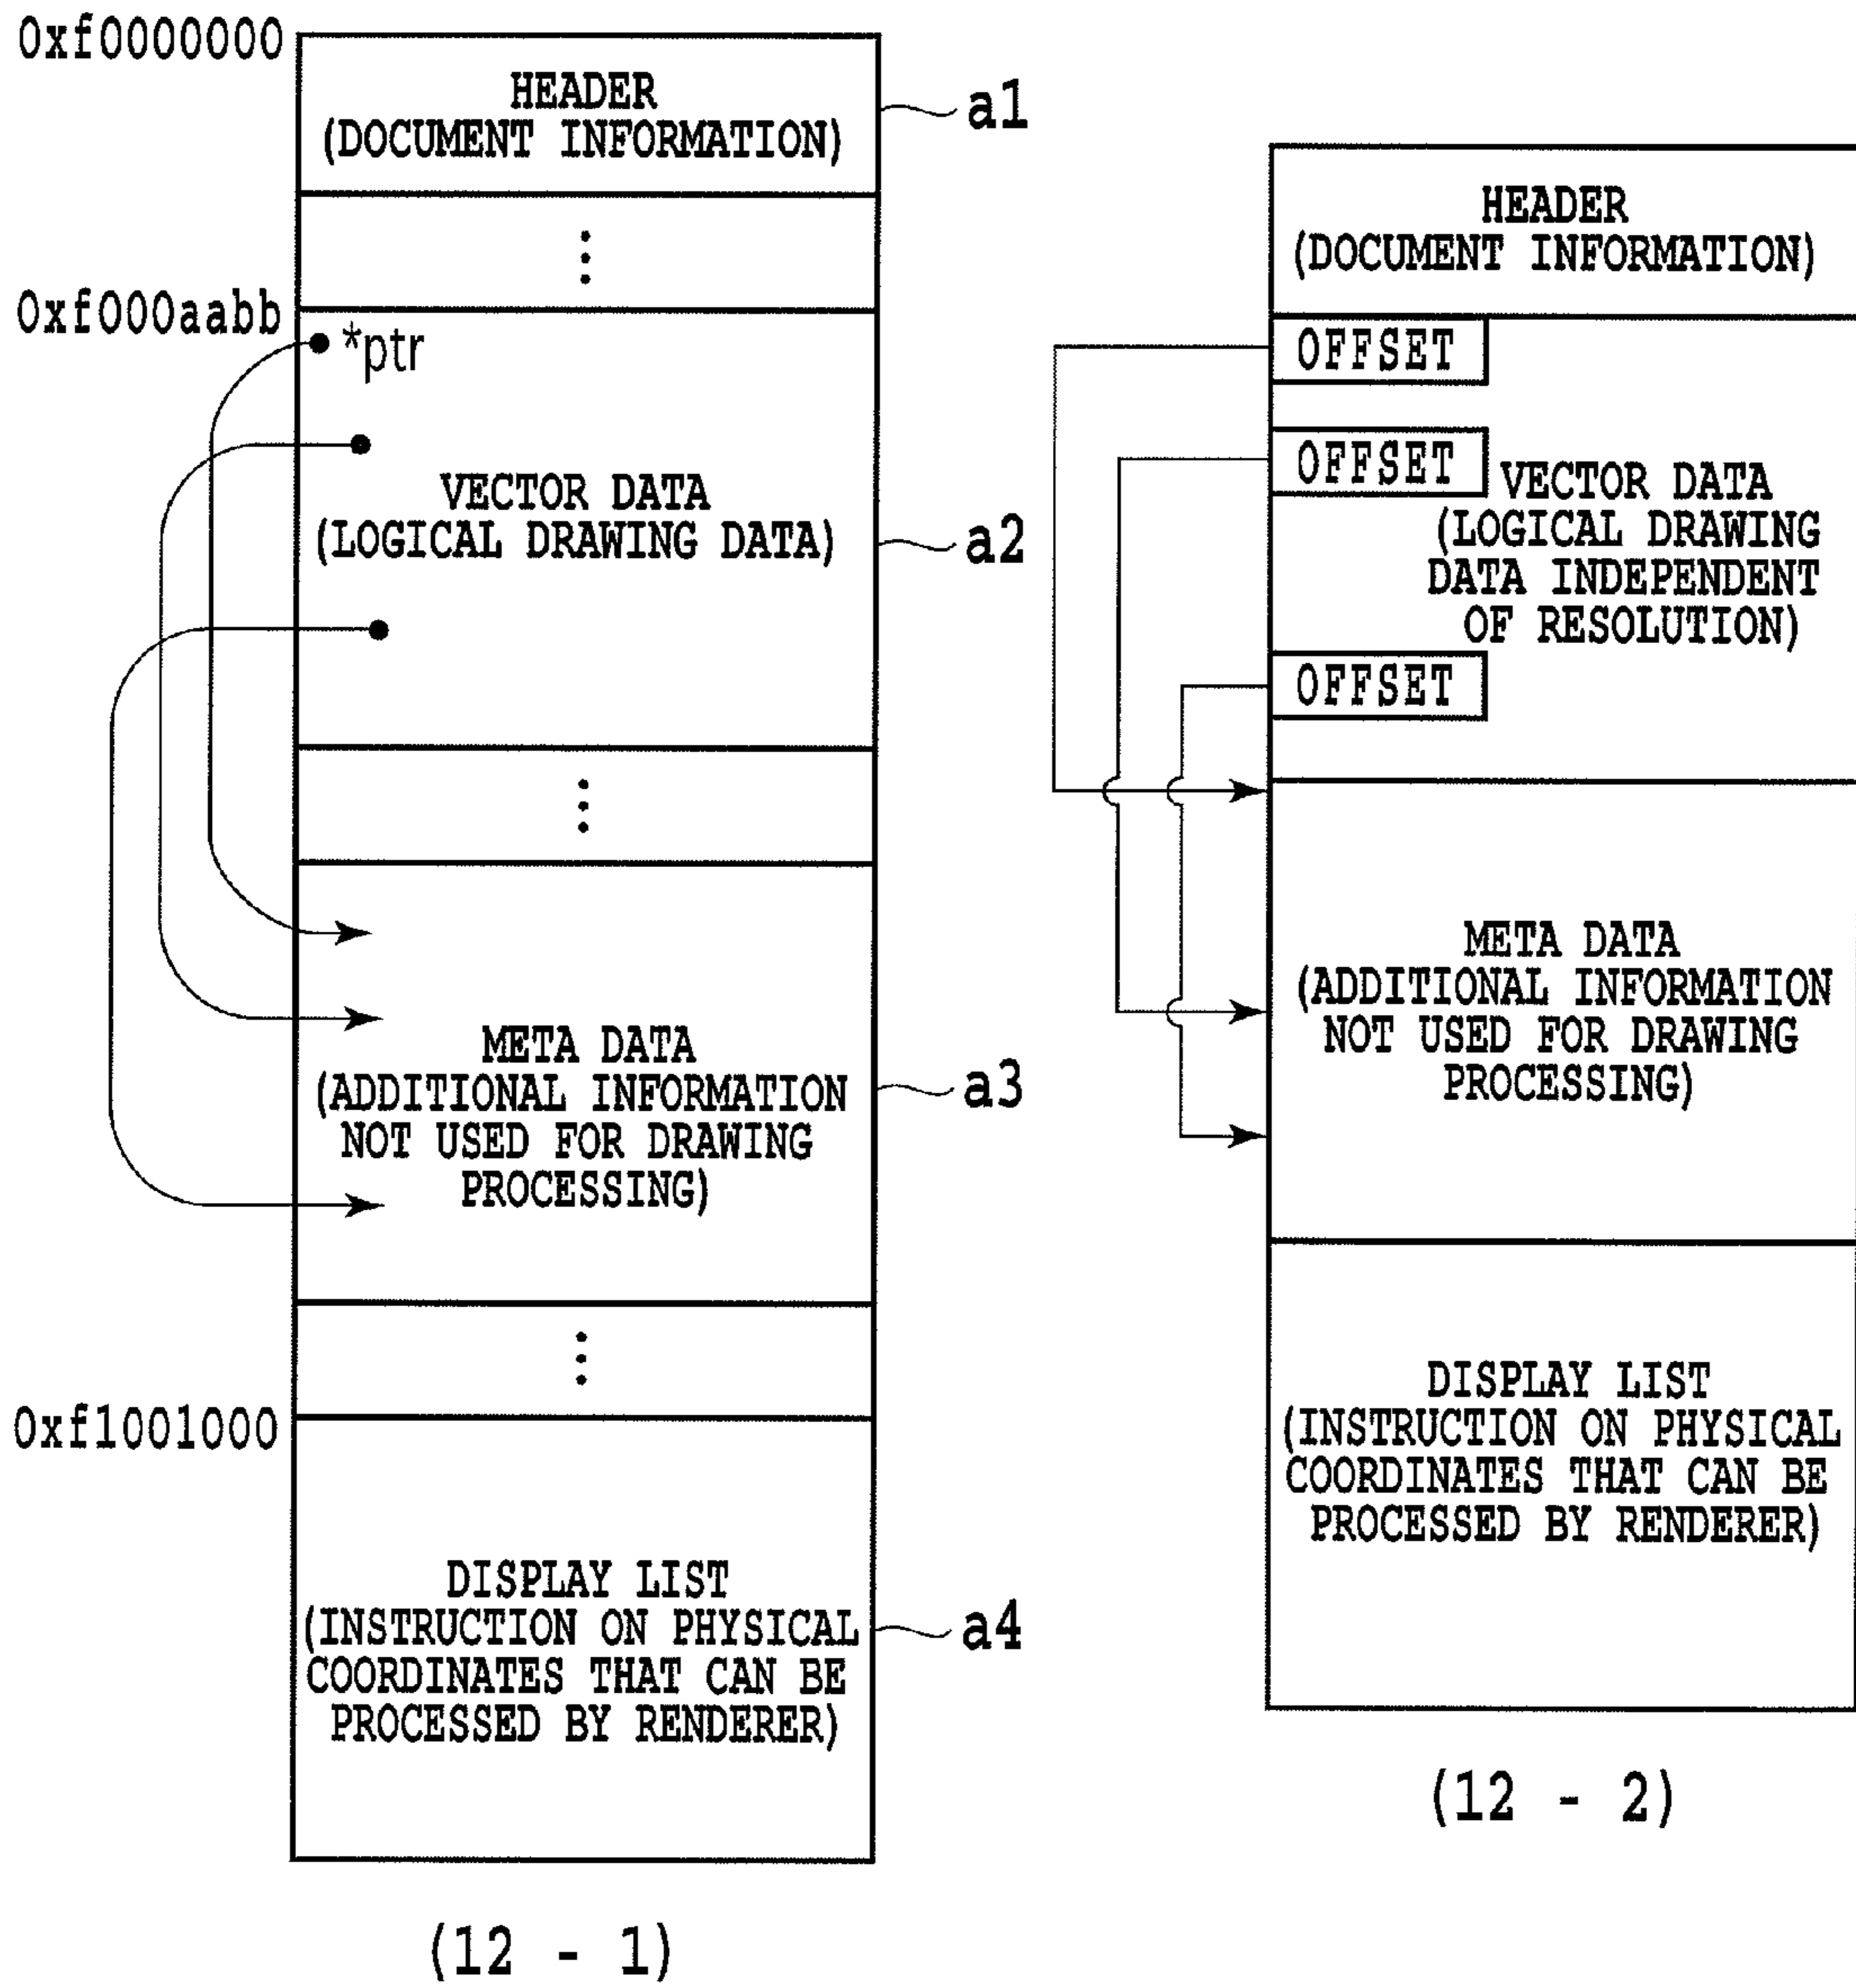 0xf0000000
HEADER
(DOCUMENT INFORMATION)
a1
0xf000aabb
*ptr
VECTOR DATA
(LOGICAL DRAWING DATA)
a2
META DATA
(ADDITIONAL INFORMATION
NOT USED FOR DRAWING
PROCESSING)
a3
0xf1001000
DISPLAY LIST
(INSTRUCTION ON PHYSICAL
COORDINATES THAT CAN BE
PROCESSED BY RENDERER)
a4
(12 - 1)
HEADER
(DOCUMENT INFORMATION)
OFFSET
OFFSET
VECTOR DATA
(LOGICAL DRAWING
DATA INDEPENDENT
OF RESOLUTION)
OFFSET
META DATA
(ADDITIONAL INFORMATION
NOT USED FOR DRAWING
PROCESSING)
DISPLAY LIST
(INSTRUCTION ON PHYSICAL
COORDINATES THAT CAN BE
PROCESSED BY RENDERER)
(12 - 2)